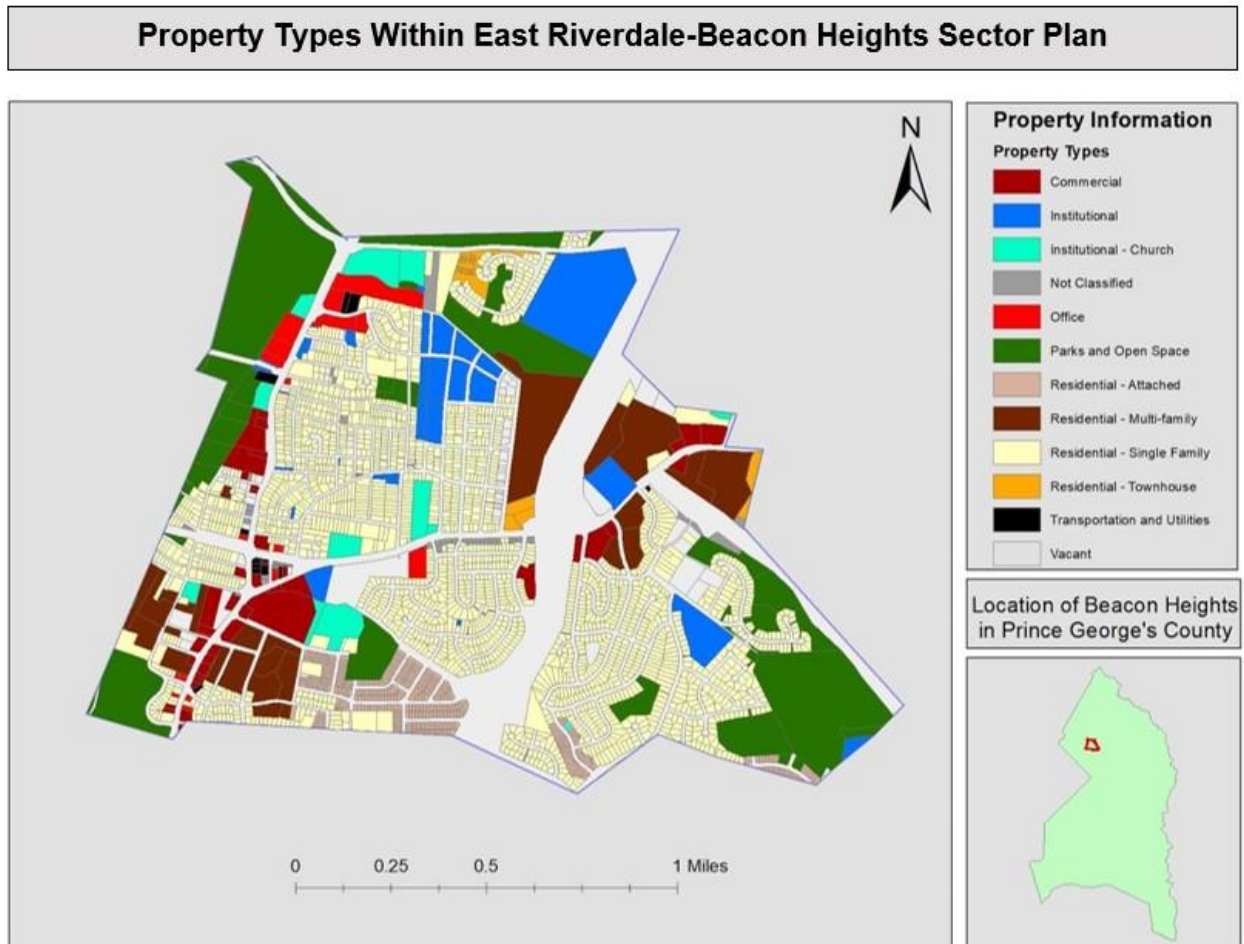 Property Types Within East Riverdale-Beacon Heights Sector Plan
N
0 0.25 0.5 1 Miles
Property Information
Property Types
Commercial
Institutional
Institutional - Church
Not Classified
Office
Parks and Open Space
Residential - Attached
Residential - Multi-family
Residential - Single Family
Residential - Townhouse
Transportation and Utilities
Vacant
Location of Beacon Heights
in Prince George's County